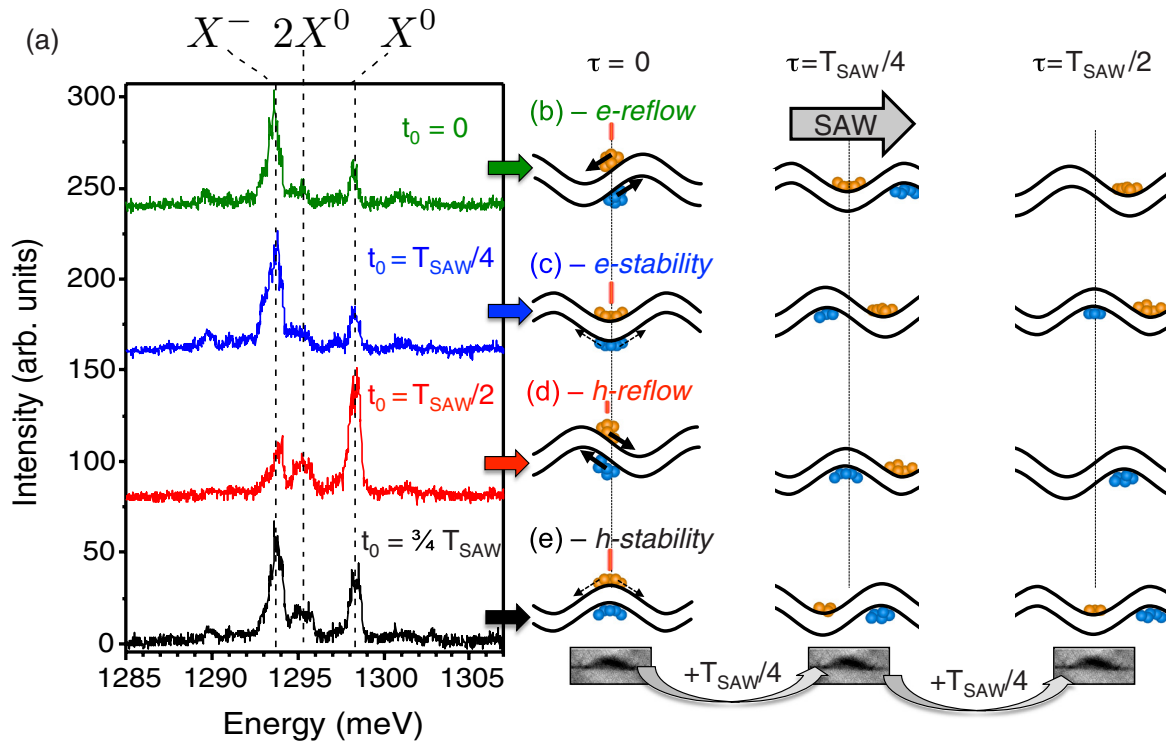 (a)
X⁻ 2X⁰ X⁰
Intensity (arb. units)
300
250
200
150
100
50
0
t₀ = 0
t₀ = T_SAW/4
t₀ = T_SAW/2
t₀ = ¾ T_SAW
1285 1290 1295 1300 1305
Energy (meV)
τ = 0
τ=T_SAW/4
τ=T_SAW/2
SAW
(b) – e-reflow
(c) – e-stability
(d) – h-reflow
(e) – h-stability
+T_SAW/4
+T_SAW/4